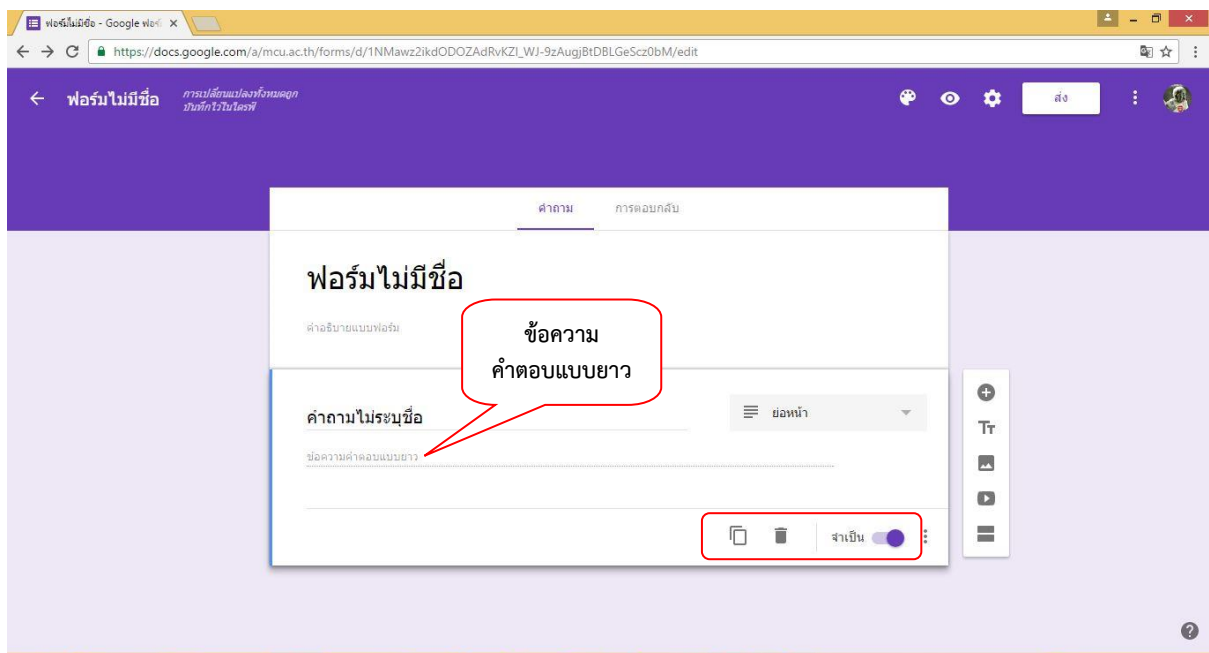 ฟอร์มไม่มีชื่อ - Google ฟอร์
https://docs.google.com/a/mcu.ac.th/forms/d/1NMawz2ikdODOZAdRvKZI_WJ-9zAugjBtDBLGeScz0bM/edit
ฟอร์มไม่มีชื่อ
การเปลี่ยนแปลงทั้งหมดถูก
บันทึกไว้ในไดรฟ์
ส่ง
คำถาม การตอบกลับ
ฟอร์มไม่มีชื่อ
คำอธิบายแบบฟอร์ม
ข้อความ
คำตอบแบบยาว
คำถามไม่ระบุชื่อ
ย่อหน้า
Tт
ข้อความคำตอบแบบยาว
จำเป็น